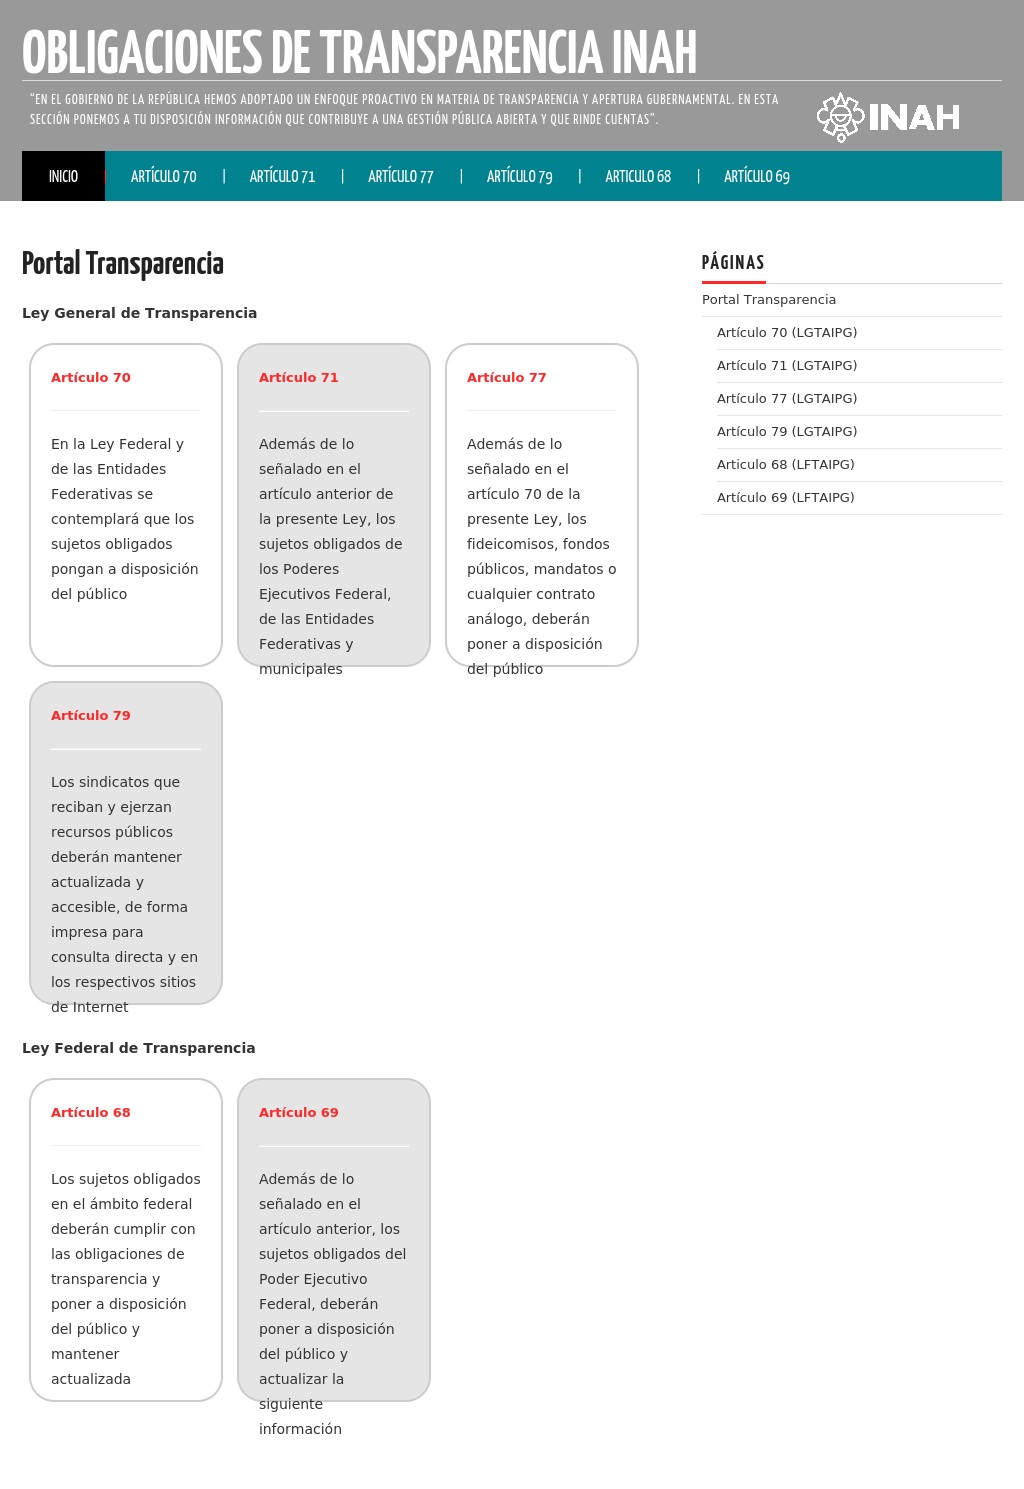 OBLIGACIONES DE TRANSPARENCIA INAH
“EN EL GOBIERNO DE LA REPÚBLICA HEMOS ADOPTADO UN ENFOQUE PROACTIVO EN MATERIA DE TRANSPARENCIA Y APERTURA GUBERNAMENTAL. EN ESTA
SECCIÓN PONEMOS A TU DISPOSICIÓN INFORMACIÓN QUE CONTRIBUYE A UNA GESTIÓN PÚBLICA ABIERTA Y QUE RINDE CUENTAS”.
INAH
INICIO | ARTÍCULO 70 | ARTÍCULO 71 | ARTÍCULO 77 | ARTÍCULO 79 | ARTICULO 68 | ARTÍCULO 69
Portal Transparencia
Ley General de Transparencia
Artículo 70
En la Ley Federal y
de las Entidades
Federativas se
contemplará que los
sujetos obligados
pongan a disposición
del público
Artículo 71
Además de lo
señalado en el
artículo anterior de
la presente Ley, los
sujetos obligados de
los Poderes
Ejecutivos Federal,
de las Entidades
Federativas y
municipales
Artículo 77
Además de lo
señalado en el
artículo 70 de la
presente Ley, los
fideicomisos, fondos
públicos, mandatos o
cualquier contrato
análogo, deberán
poner a disposición
del público
Artículo 79
Los sindicatos que
reciban y ejerzan
recursos públicos
deberán mantener
actualizada y
accesible, de forma
impresa para
consulta directa y en
los respectivos sitios
de Internet
Ley Federal de Transparencia
Artículo 68
Los sujetos obligados
en el ámbito federal
deberán cumplir con
las obligaciones de
transparencia y
poner a disposición
del público y
mantener
actualizada
Artículo 69
Además de lo
señalado en el
artículo anterior, los
sujetos obligados del
Poder Ejecutivo
Federal, deberán
poner a disposición
del público y
actualizar la
siguiente
información
PÁGINAS
Portal Transparencia
Artículo 70 (LGTAIPG)
Artículo 71 (LGTAIPG)
Artículo 77 (LGTAIPG)
Artículo 79 (LGTAIPG)
Articulo 68 (LFTAIPG)
Artículo 69 (LFTAIPG)